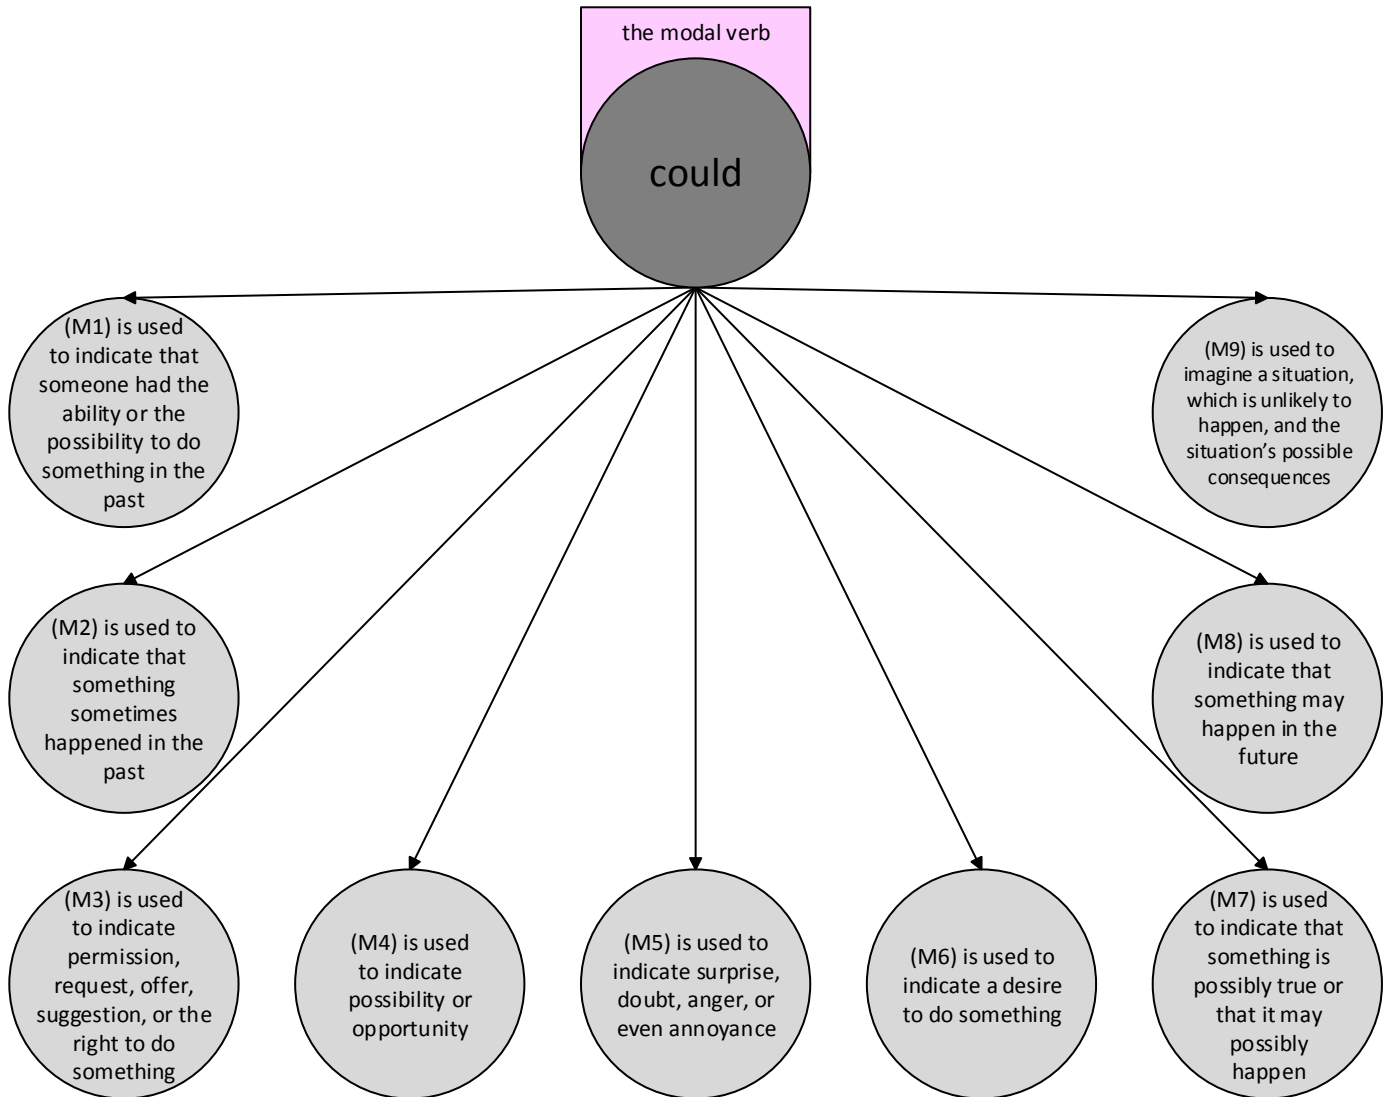 the modal verb
could
(M1) is used
to indicate that
someone had the
ability or the
possibility to do
something in the
past
(M2) is used to
indicate that
something
sometimes
happened in the
past
(M3) is used
to indicate
permission,
request, offer,
suggestion, or the
right to do
something
(M4) is used
to indicate
possibility or
opportunity
(M5) is used to
indicate surprise,
doubt, anger, or
even annoyance
(M6) is used to
indicate a desire
to do something
(M7) is used
to indicate that
something is
possibly true or
that it may
possibly
happen
(M8) is used to
indicate that
something may
happen in the
future
(M9) is used to
imagine a situation,
which is unlikely to
happen, and the
situation’s possible
consequences